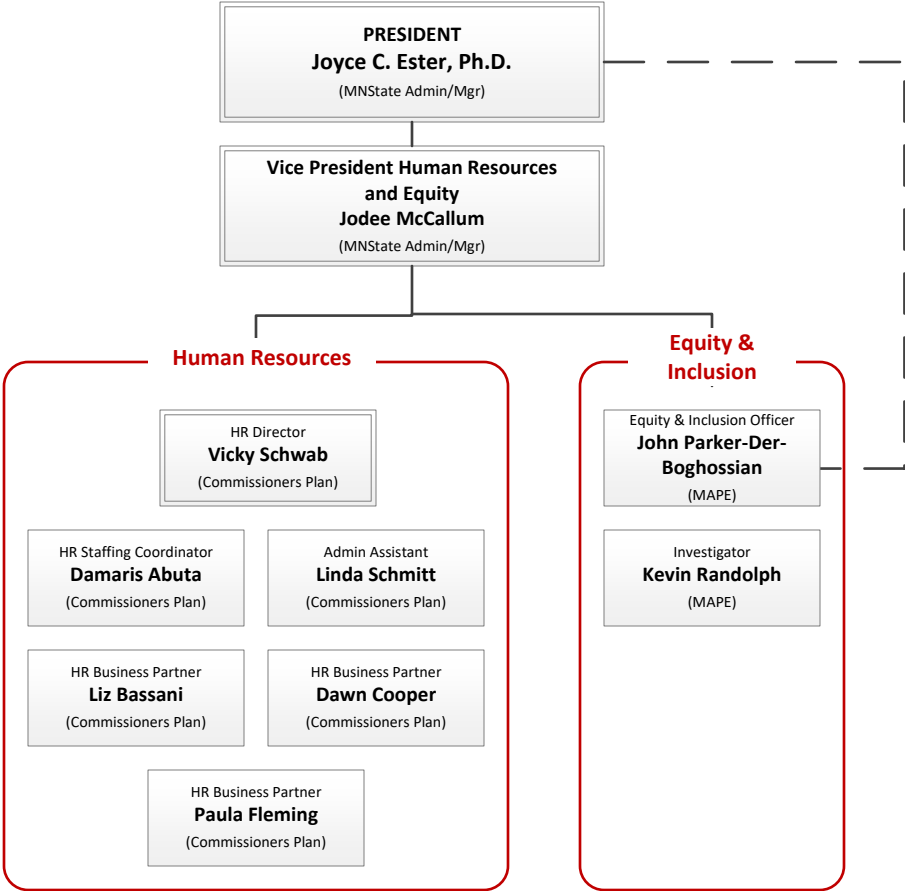 PRESIDENT
Joyce C. Ester, Ph.D.
(MNState Admin/Mgr)
Vice President Human Resources
and Equity
Jodee McCallum
(MNState Admin/Mgr)
Human Resources
HR Director
Vicky Schwab
(Commissioners Plan)
HR Staffing Coordinator
Damaris Abuta
(Commissioners Plan)
Admin Assistant
Linda Schmitt
(Commissioners Plan)
HR Business Partner
Liz Bassani
(Commissioners Plan)
HR Business Partner
Dawn Cooper
(Commissioners Plan)
HR Business Partner
Paula Fleming
(Commissioners Plan)
Equity &
Inclusion
Equity & Inclusion Officer
John Parker-Der-
Boghossian
(MAPE)
Investigator
Kevin Randolph
(MAPE)